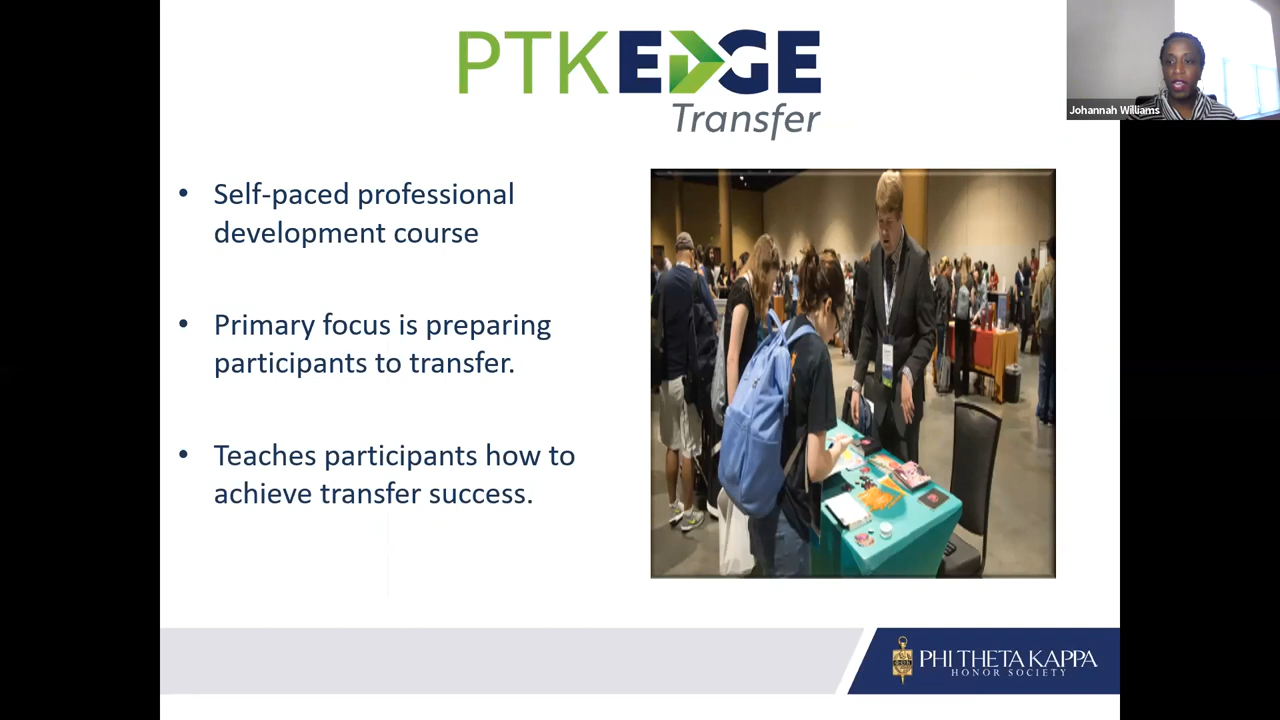 PTK EDGE
Transfer
Johannah Williams
• Self-paced professional
development course
• Primary focus is preparing
participants to transfer.
• Teaches participants how to
achieve transfer success.
PHI THETA KAPPA
HONOR SOCIETY